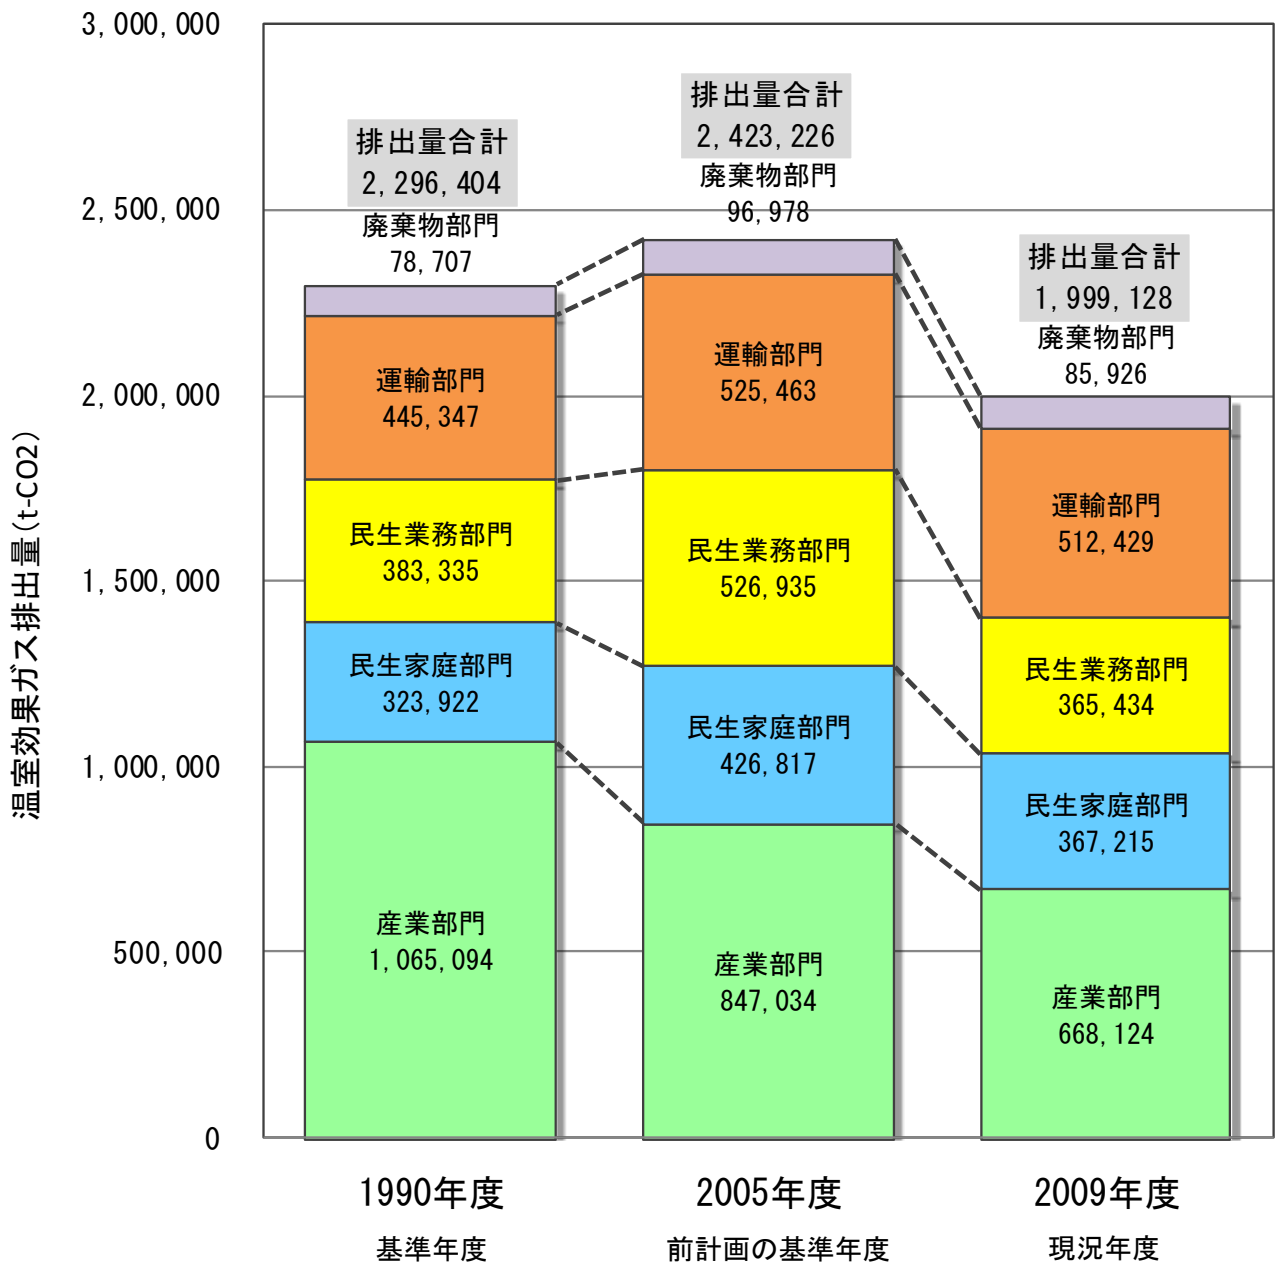 温室効果ガス排出量(t-CO2)
3,000,000
2,500,000
2,000,000
1,500,000
1,000,000
500,000
0
排出量合計
2,296,404
廃棄物部門
78,707
運輸部門
445,347
民生業務部門
383,335
民生家庭部門
323,922
産業部門
1,065,094
排出量合計
2,423,226
廃棄物部門
96,978
運輸部門
525,463
民生業務部門
526,935
民生家庭部門
426,817
産業部門
847,034
排出量合計
1,999,128
廃棄物部門
85,926
運輸部門
512,429
民生業務部門
365,434
民生家庭部門
367,215
産業部門
668,124
1990年度
基準年度
2005年度
前計画の基準年度
2009年度
現況年度